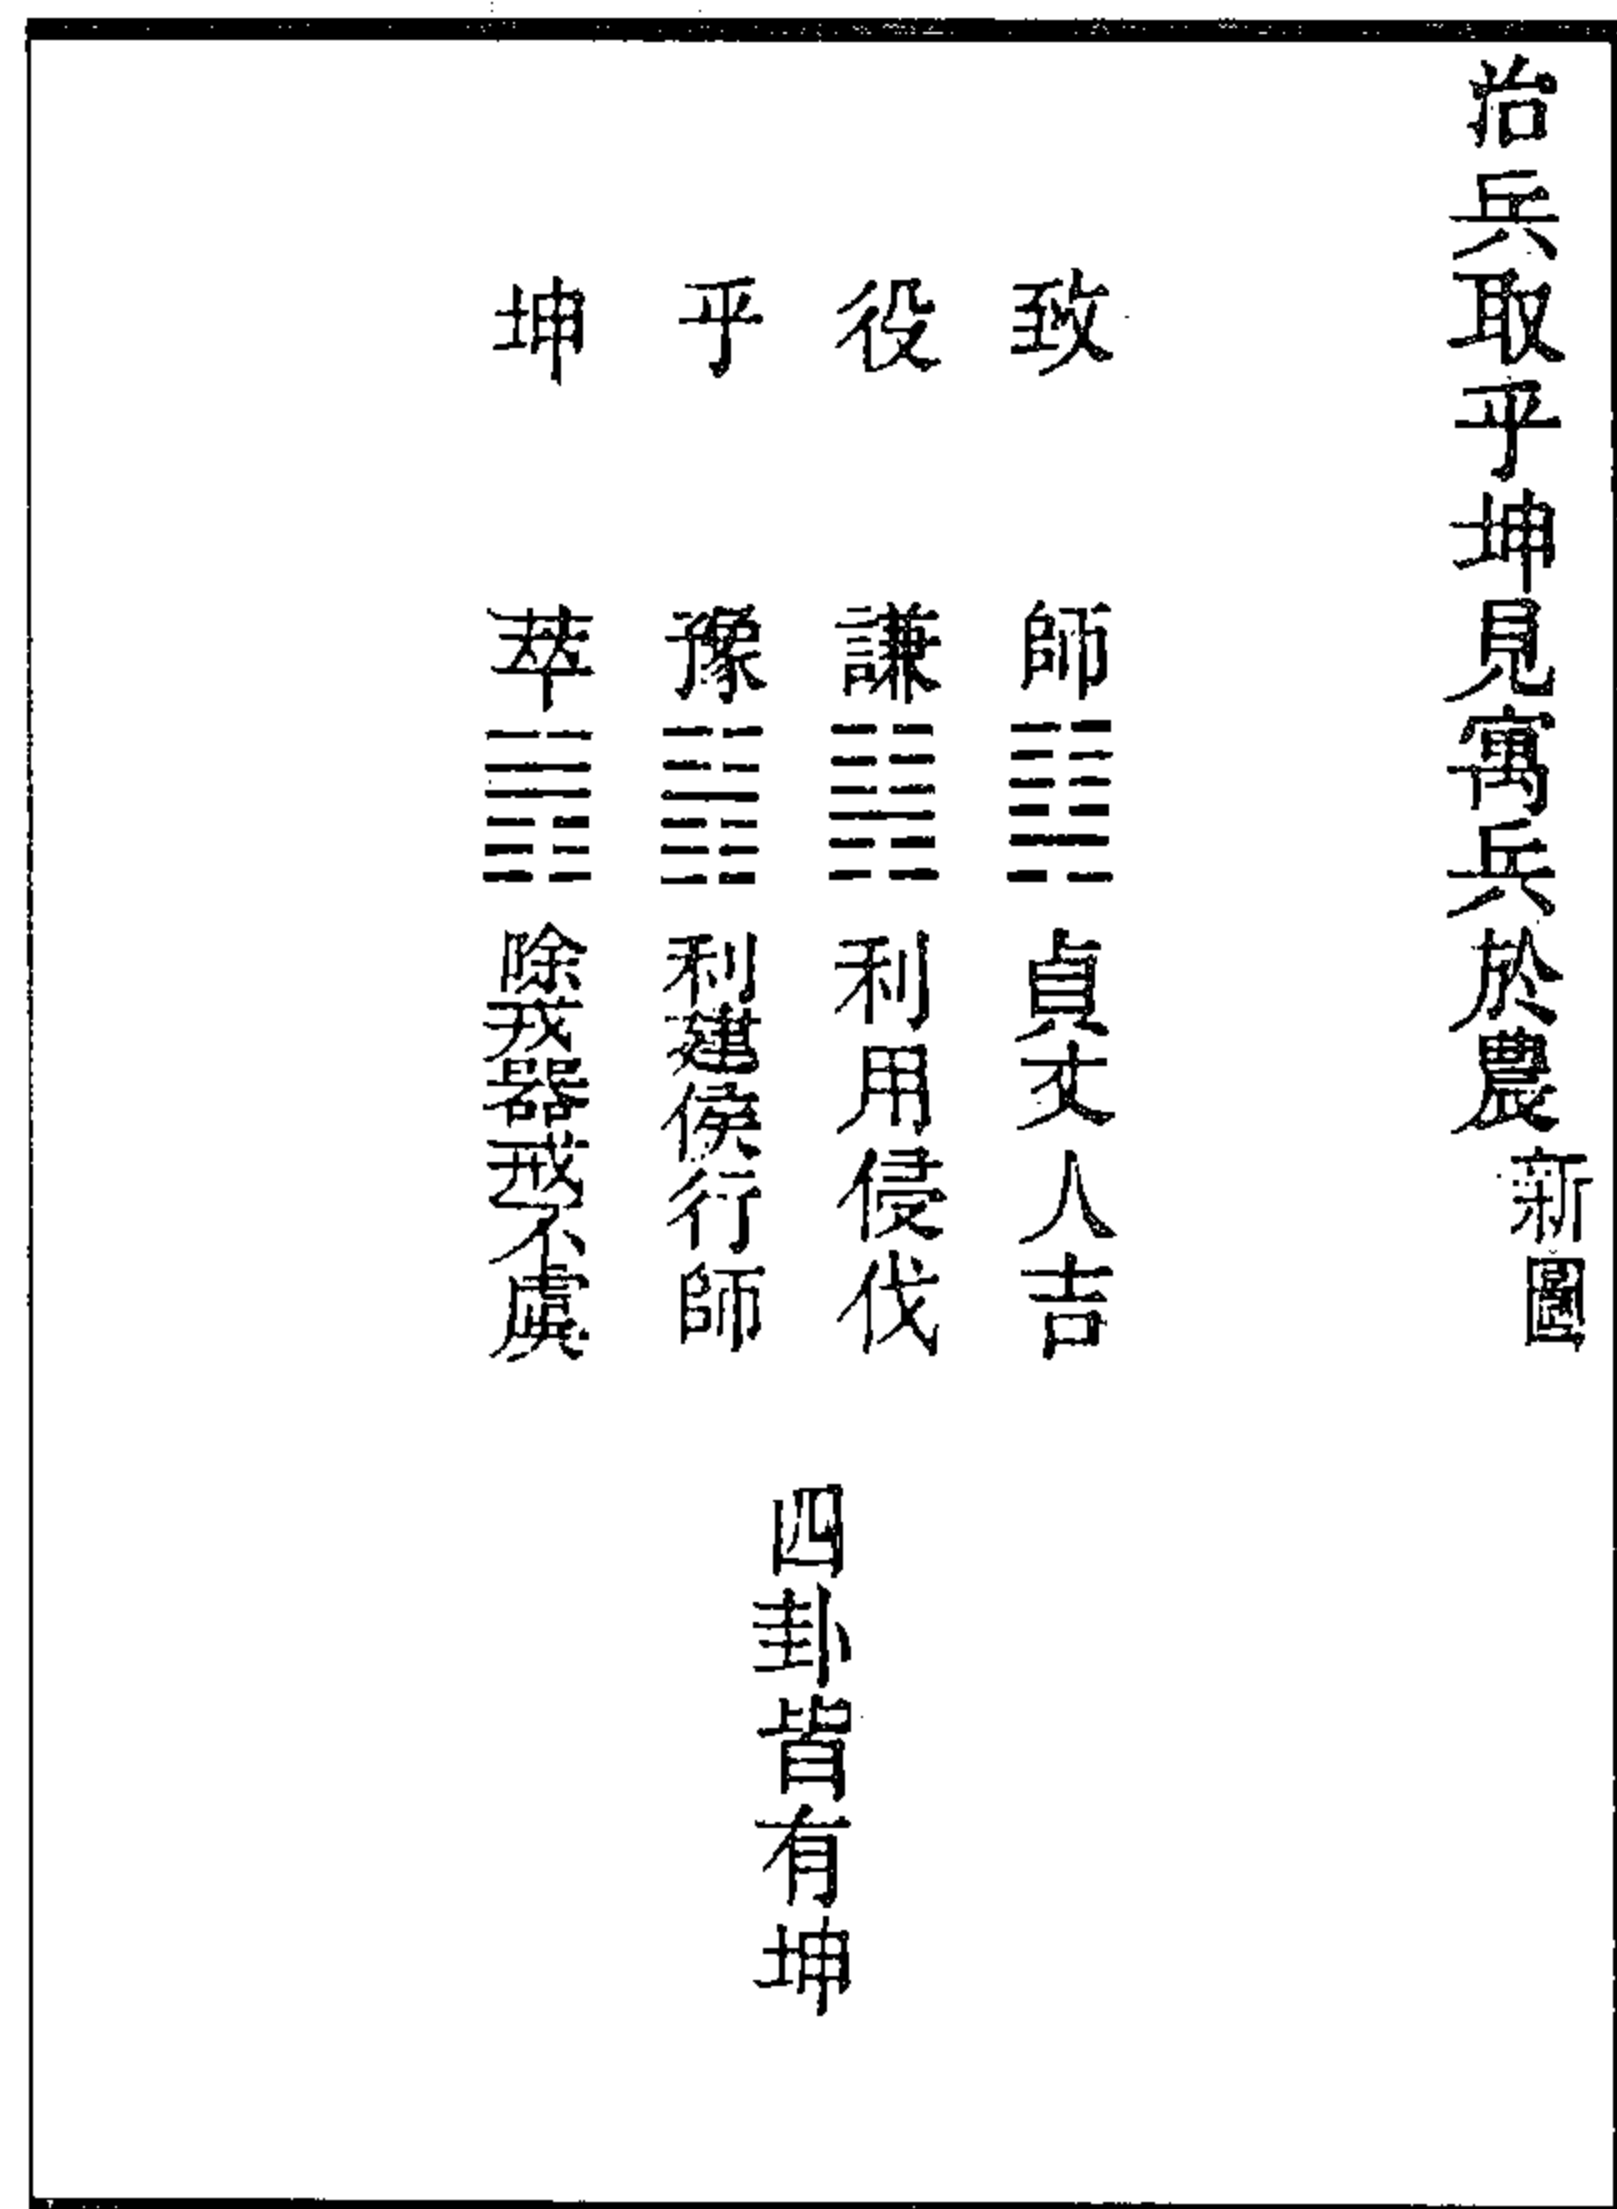 治兵取乎坤見寓兵於農 新圖
致 師 ䷆ 貞丈人吉
役 謙 ䷎ 利用侵伐
乎 豫 ䷏ 利建侯行師
坤 萃 ䷬ 除戎器戒不虞
四卦皆有坤